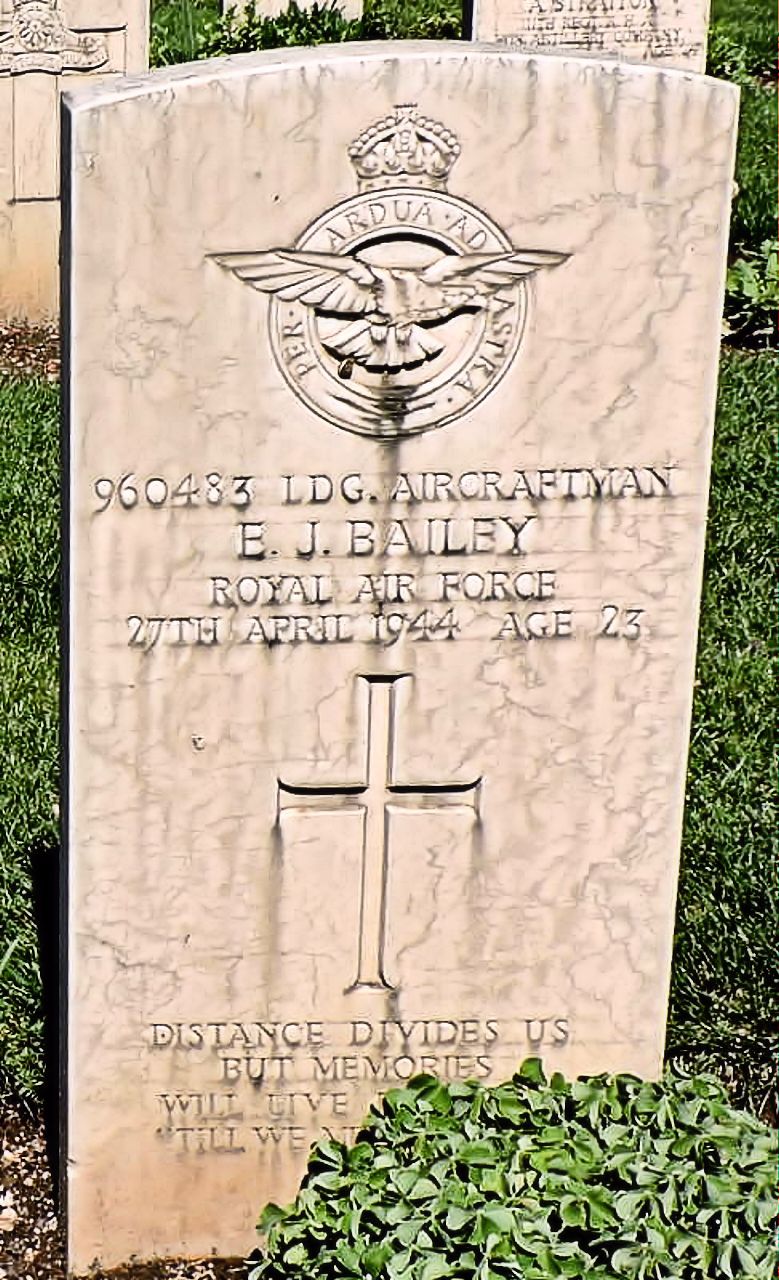 A. STRATTON
PER · ARDUA · AD ASTRA
960483 LDG. AIRCRAFTMAN
E. J. BAILEY
ROYAL AIR FORCE
27TH APRIL 1944 AGE 23
DISTANCE DIVIDES US
BUT MEMORIES
WILL LIVE
'TILL WE